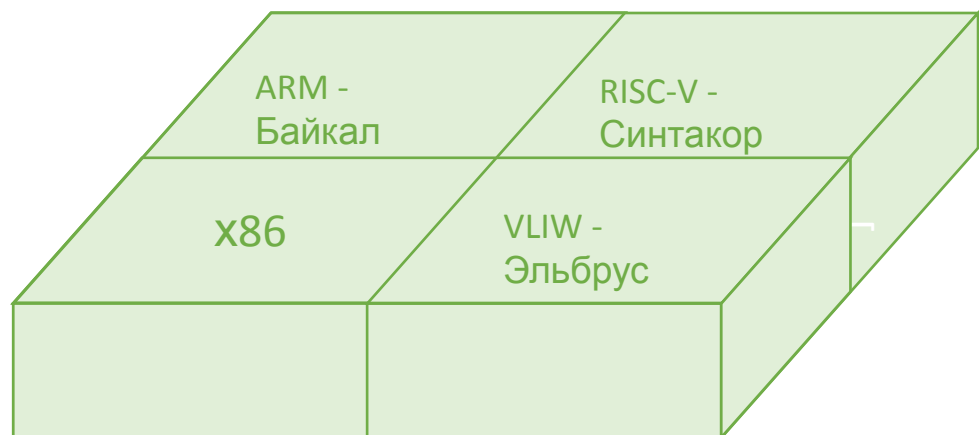 ARM -
Байкал
RISC-V -
Синтакор
x86
VLIW -
Эльбрус